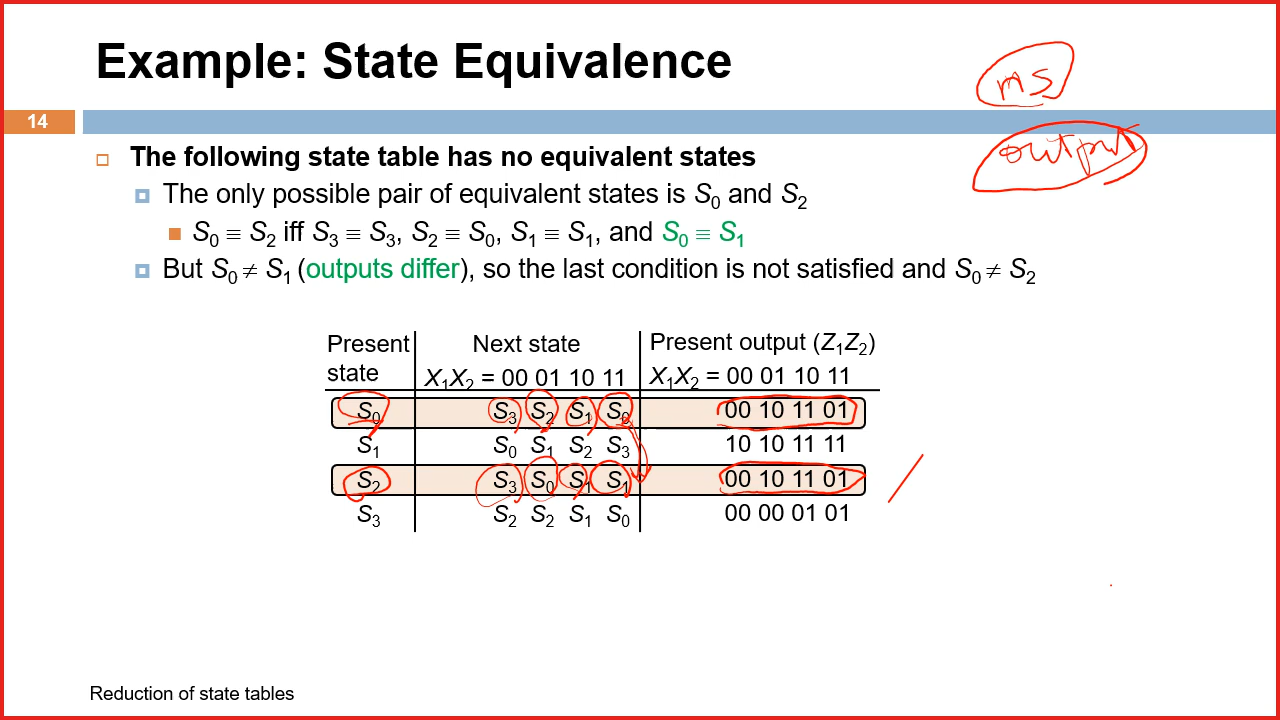 Example: State Equivalence
ns
output
14
The following state table has no equivalent states
The only possible pair of equivalent states is S0 and S2
S0 ≡ S2 iff S3 ≡ S3, S2 ≡ S0, S1 ≡ S1, and S0 ≡ S1
But S0 ≠ S1 (outputs differ), so the last condition is not satisfied and S0 ≠ S2
Present state Next state Present output (Z1Z2)
X1X2 = 00 01 10 11 X1X2 = 00 01 10 11
S0 S3 S2 S1 S0 00 10 11 01
S1 S0 S1 S2 S3 10 10 11 11
S2 S3 S0 S1 S1 00 10 11 01
S3 S2 S2 S1 S0 00 00 01 01
Reduction of state tables